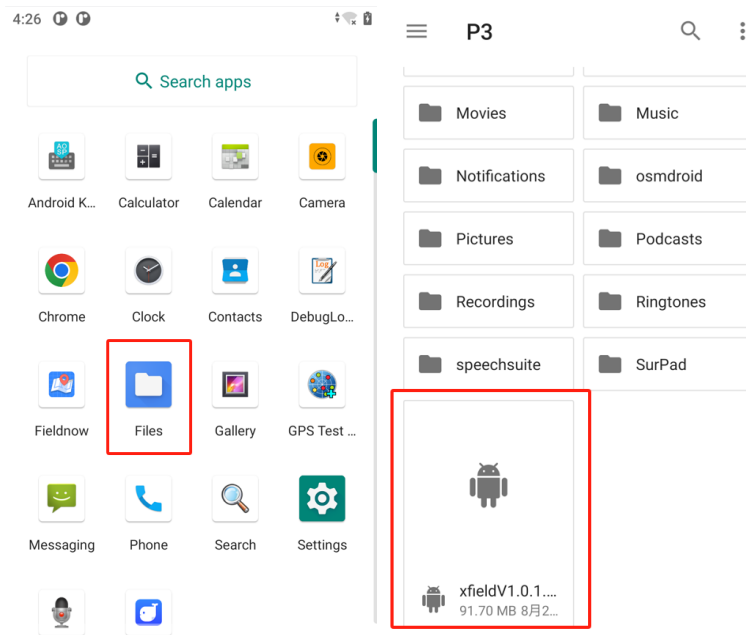 4:26
Search apps
Android K...
Calculator
Calendar
Camera
Chrome
Clock
Contacts
DebugLo...
Fieldnow
Files
Gallery
GPS Test ...
Messaging
Phone
Search
Settings
P3
Movies
Music
Notifications
osmdroid
Pictures
Podcasts
Recordings
Ringtones
speechsuite
SurPad
xfieldV1.0.1....
91.70 MB 8月2...